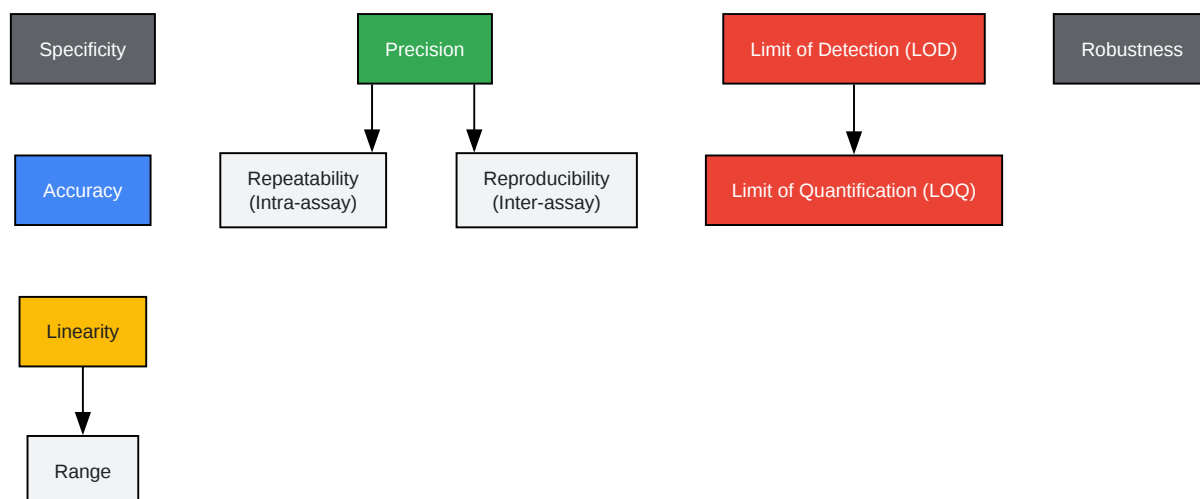 Specificity
Precision
Limit of Detection (LOD)
Robustness
Accuracy
Repeatability
(Intra-assay)
Reproducibility
(Inter-assay)
Limit of Quantification (LOQ)
Linearity
Range